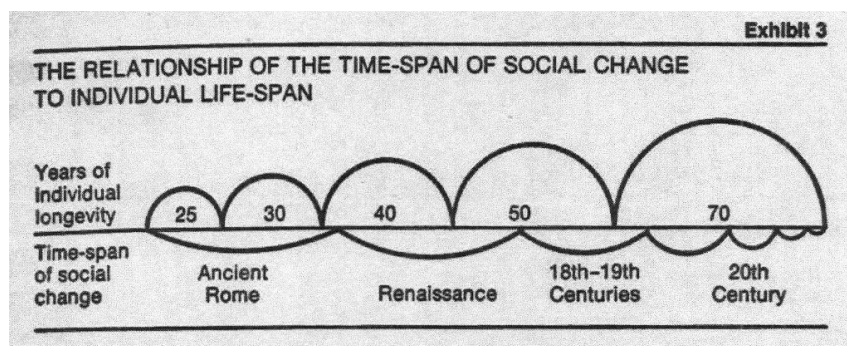 Exhibit 3
THE RELATIONSHIP OF THE TIME-SPAN OF SOCIAL CHANGE
TO INDIVIDUAL LIFE-SPAN
Years of
individual
longevity
25 30 40 50 70
Time-span
of social
change
Ancient
Rome
Renaissance
18th–19th
Centuries
20th
Century